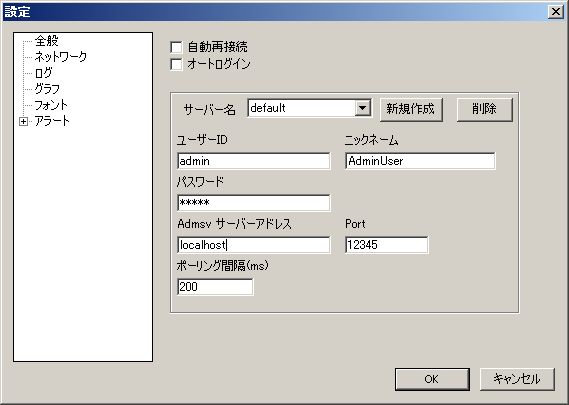 設定
全般
ネットワーク
ログ
グラフ
フォント
アラート
自動再接続
オートログイン
サーバー名 default 新規作成 削除
ユーザーID ニックネーム
admin AdminUser
パスワード
*****
Admsv サーバーアドレス Port
localhost 12345
ポーリング間隔(ms)
200
OK キャンセル